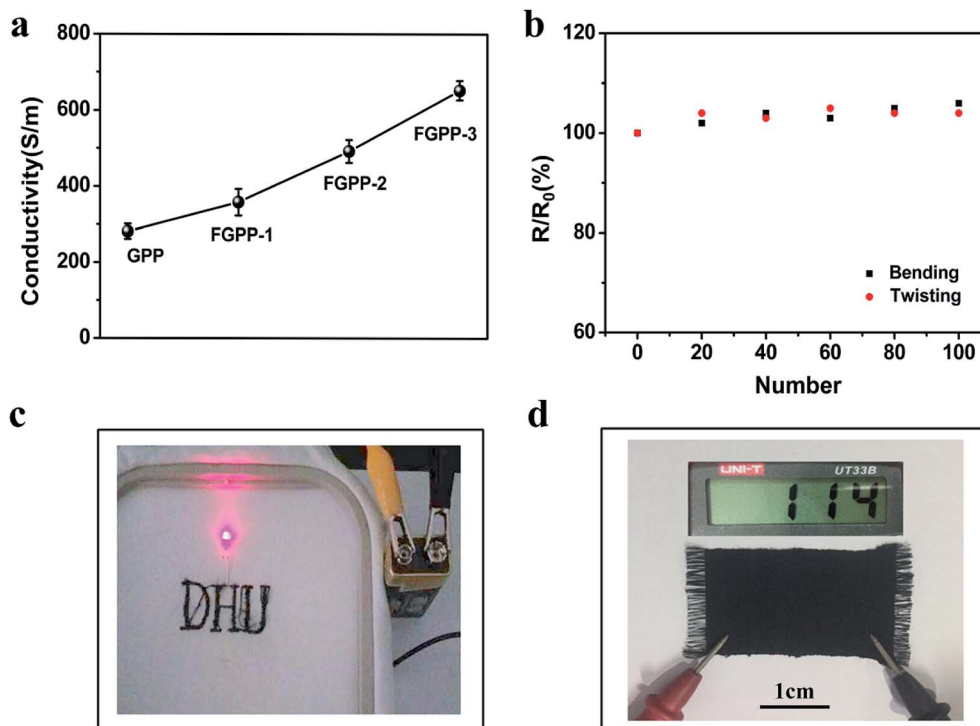 a
Conductivity(S/m)
800
600
400
200
0
GPP
FGPP-1
FGPP-2
FGPP-3
b
R/R₀(%)
120
100
80
60
0 20 40 60 80 100
Number
Bending
Twisting
c
DHU
d
UNI-T UT33B
114
1cm